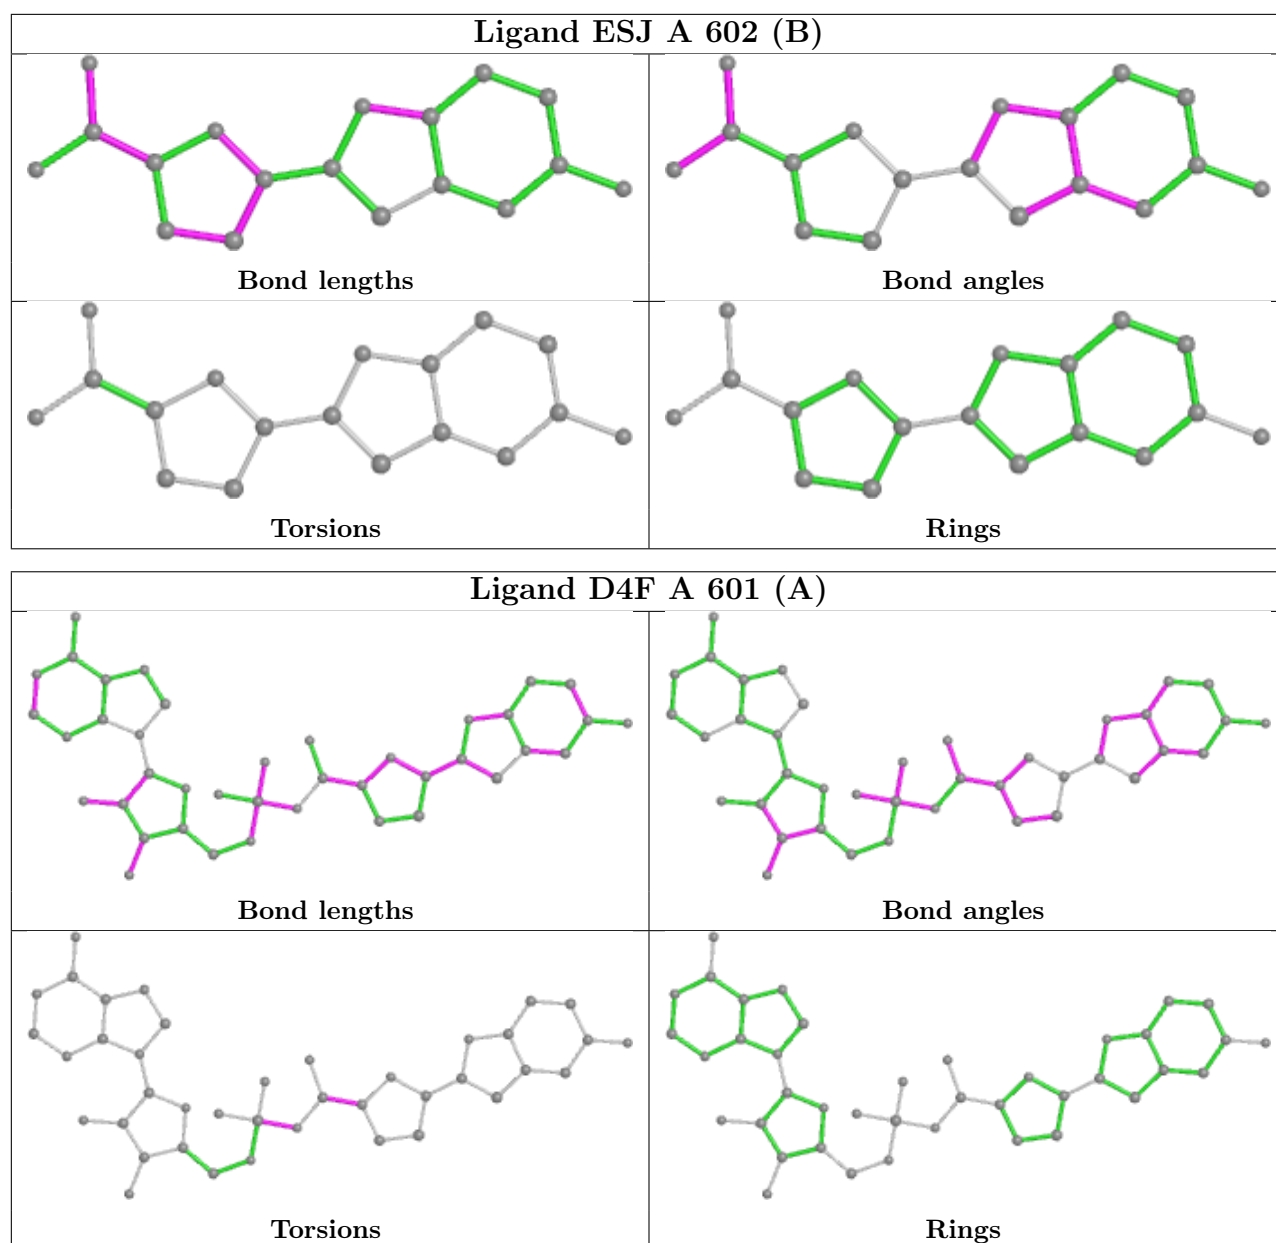 Ligand ESJ A 602 (B)
Bond lengths
Bond angles
Torsions
Rings
Ligand D4F A 601 (A)
Bond lengths
Bond angles
Torsions
Rings